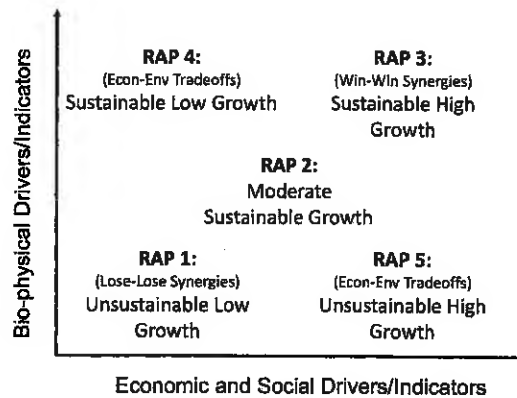 Bio-physical Drivers/Indicators
RAP 4:
(Econ-Env Tradeoffs)
Sustainable Low Growth
RAP 3:
(Win-Win Synergies)
Sustainable High
Growth
RAP 2:
Moderate
Sustainable Growth
RAP 1:
(Lose-Lose Synergies)
Unsustainable Low
Growth
RAP 5:
(Econ-Env Tradeoffs)
Unsustainable High
Growth
Economic and Social Drivers/Indicators